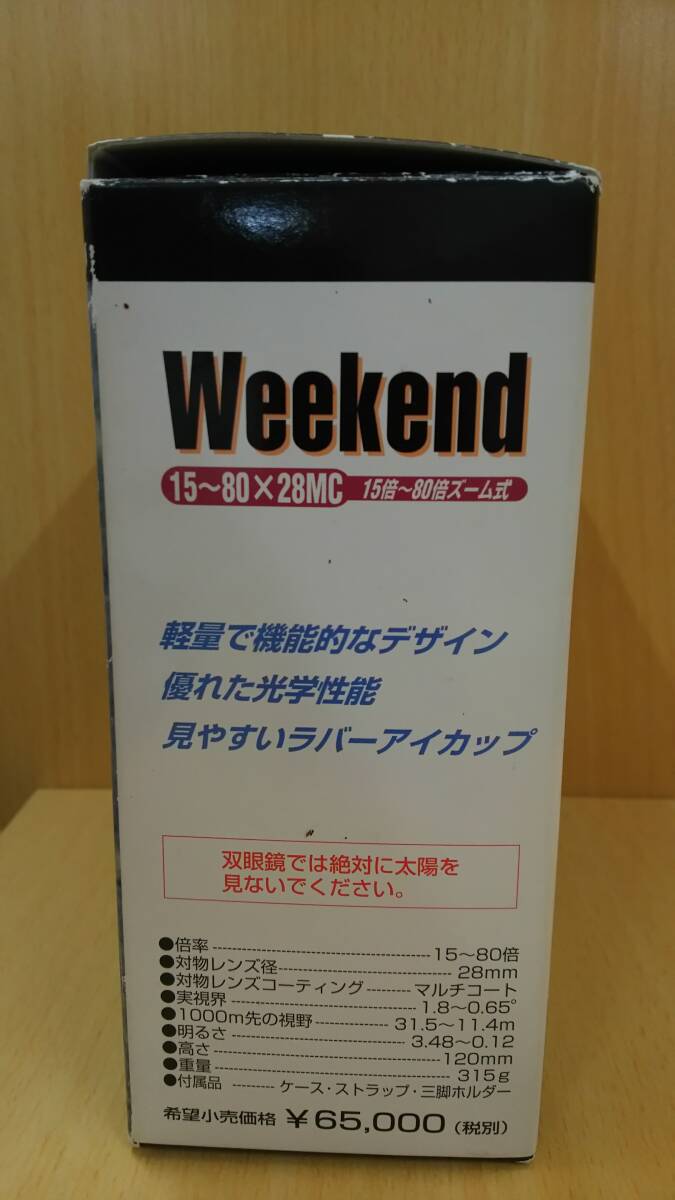 Weekend
15〜80×28MC 15倍〜80倍ズーム式
軽量で機能的なデザイン
優れた光学性能
見やすいラバーアイカップ
双眼鏡では絶対に太陽を
見ないでください。
●倍率 15〜80倍
●対物レンズ径 28mm
●対物レンズコーティング マルチコート
●実視界 1.8〜0.65°
●1000m先の視野 31.5〜11.4m
●明るさ 3.48〜0.12
●高さ 120mm
●重量 315g
●付属品 ケース・ストラップ・三脚ホルダー
希望小売価格 ¥65,000(税別)